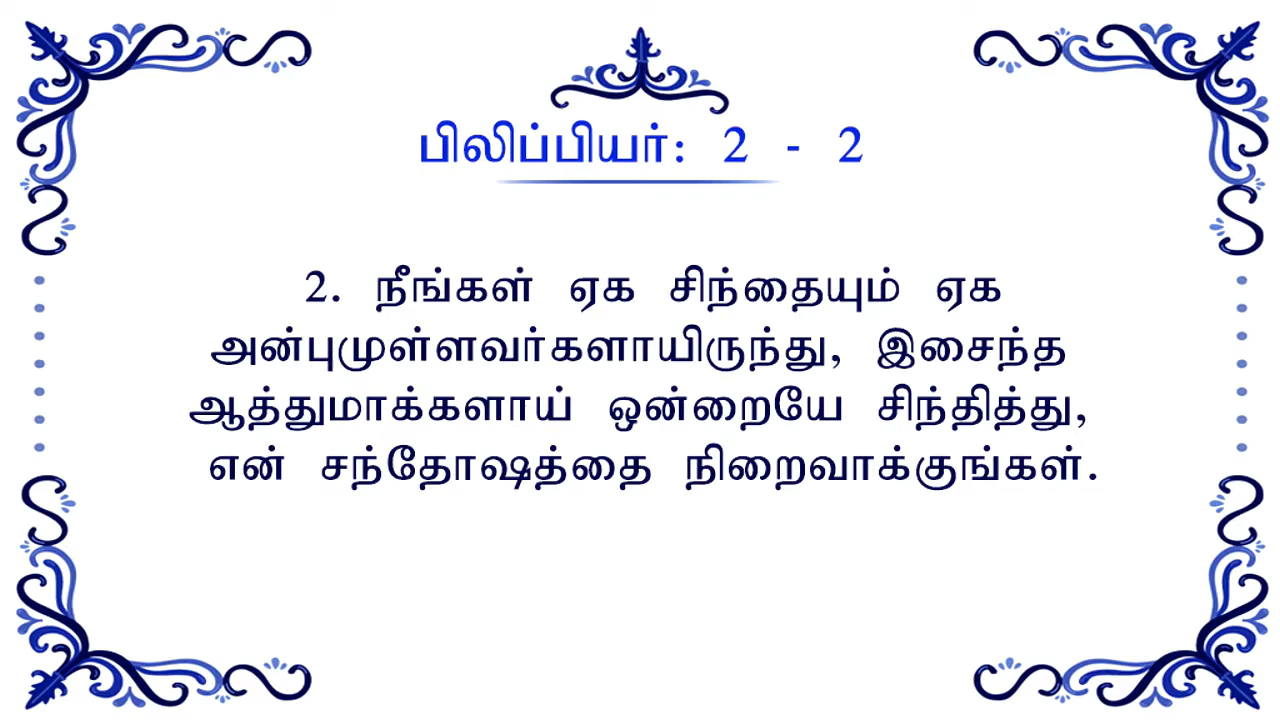 பிலிப்பியர்: 2 - 2
2. நீங்கள் ஏக சிந்தையும் ஏக
அன்புமுள்ளவர்களாயிருந்து, இசைந்த
ஆத்துமாக்களாய் ஒன்றையே சிந்தித்து,
என் சந்தோஷத்தை நிறைவாக்குங்கள்.